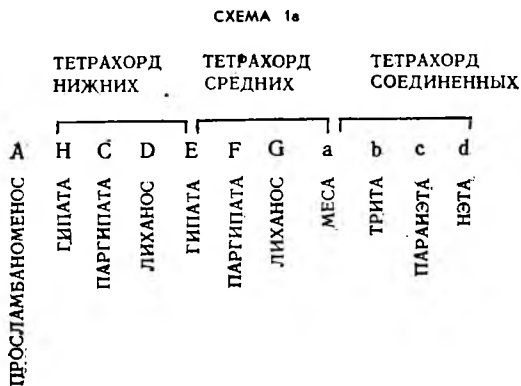 СХЕМА 1а
ТЕТРАХОРД НИЖНИХ
ТЕТРАХОРД СРЕДНИХ
ТЕТРАХОРД СОЕДИНЕННЫХ
A H C D E F G a b c d
ПРОСЛАМБАНОМЕНОС
ГИПАТА
ПАРГИПАТА
ЛИХАНОС
ГИПАТА
ПАРГИПАТА
ЛИХАНОС
МЕСА
ТРИТА
ПАРАНЭТА
НЭТА